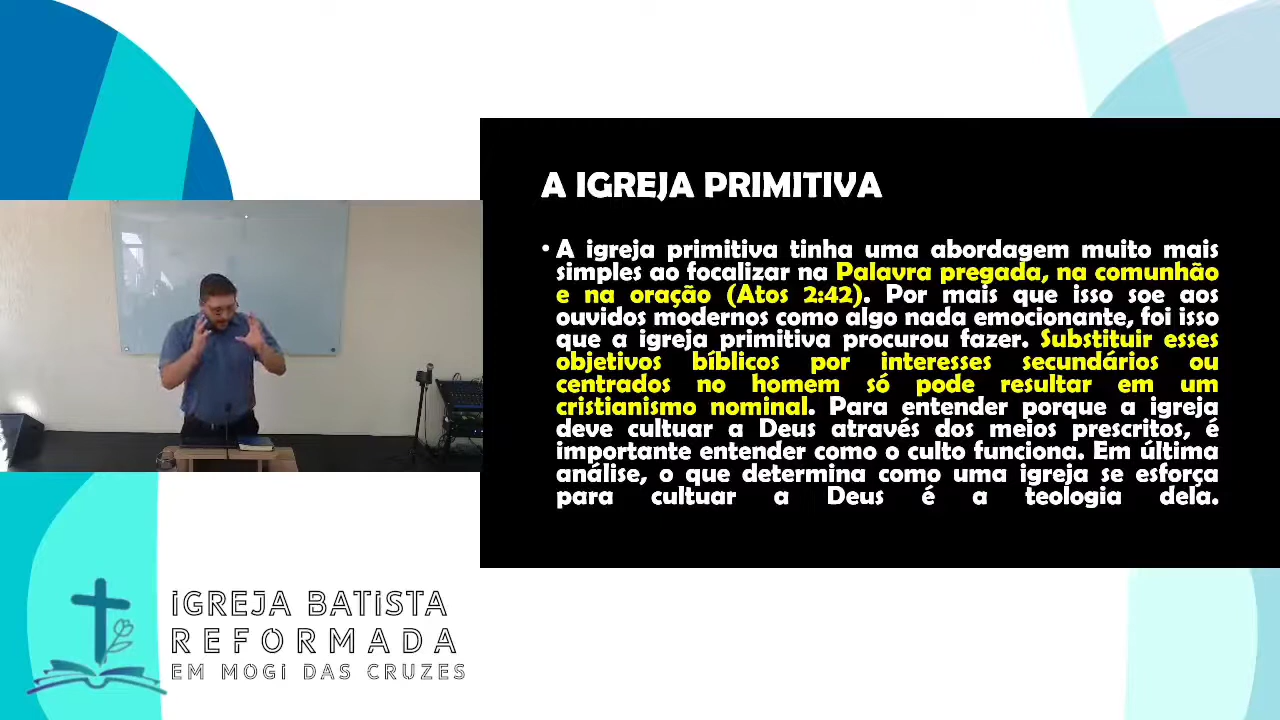 A IGREJA PRIMITIVA
• A igreja primitiva tinha uma abordagem muito mais
simples ao focalizar na Palavra pregada, na comunhão
e na oração (Atos 2:42). Por mais que isso soe aos
ouvidos modernos como algo nada emocionante, foi isso
que a igreja primitiva procurou fazer. Substituir esses
objetivos bíblicos por interesses secundários ou
centrados no homem só pode resultar em um
cristianismo nominal. Para entender porque a igreja
deve cultuar a Deus através dos meios prescritos, é
importante entender como o culto funciona. Em última
análise, o que determina como uma igreja se esforça
para cultuar a Deus é a teologia dela.
iGREJA BATiSTA
REFORMADA
EM MOGi DAS CRUZES